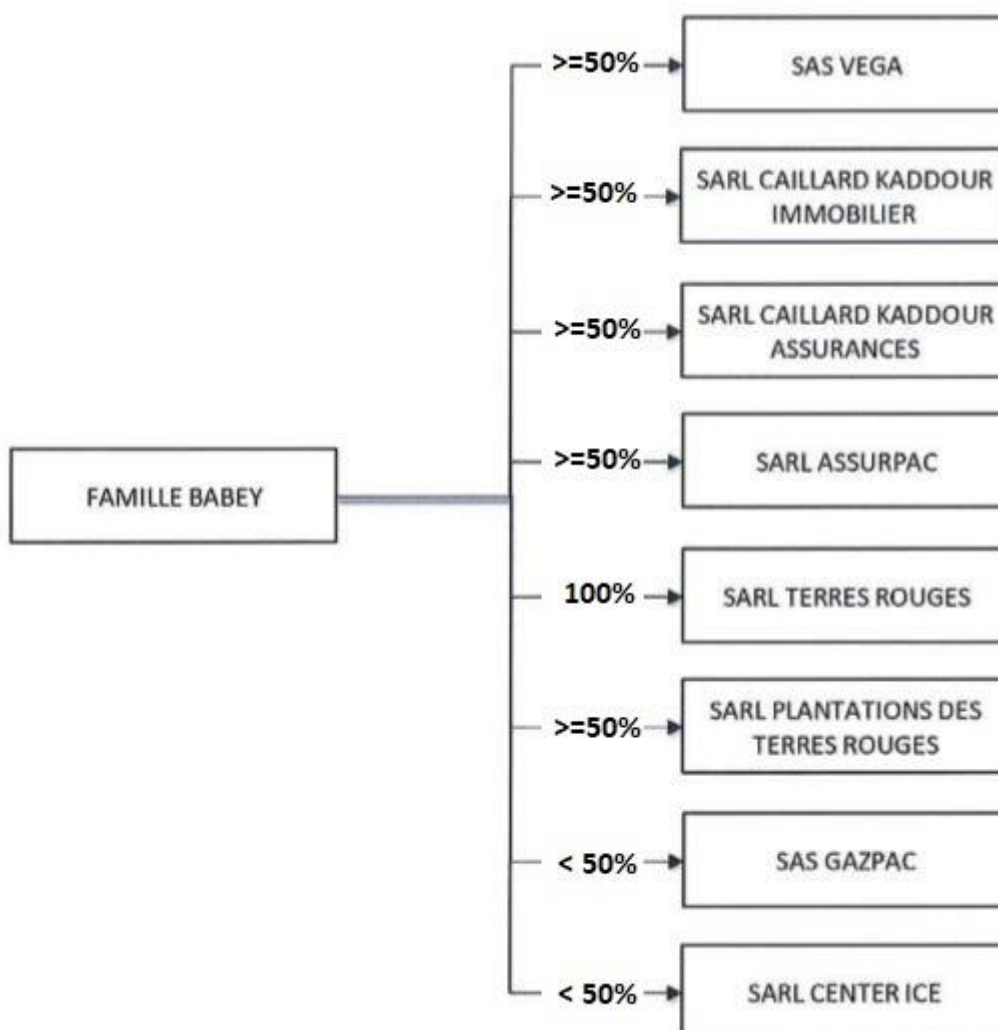 >=50%
SAS VEGA
>=50%
SARL CAILLARD KADDOUR
IMMOBILIER
>=50%
SARL CAILLARD KADDOUR
ASSURANCES
>=50%
SARL ASSURPAC
FAMILLE BABEY
100%
SARL TERRES ROUGES
>=50%
SARL PLANTATIONS DES
TERRES ROUGES
< 50%
SAS GAZPAC
< 50%
SARL CENTER ICE